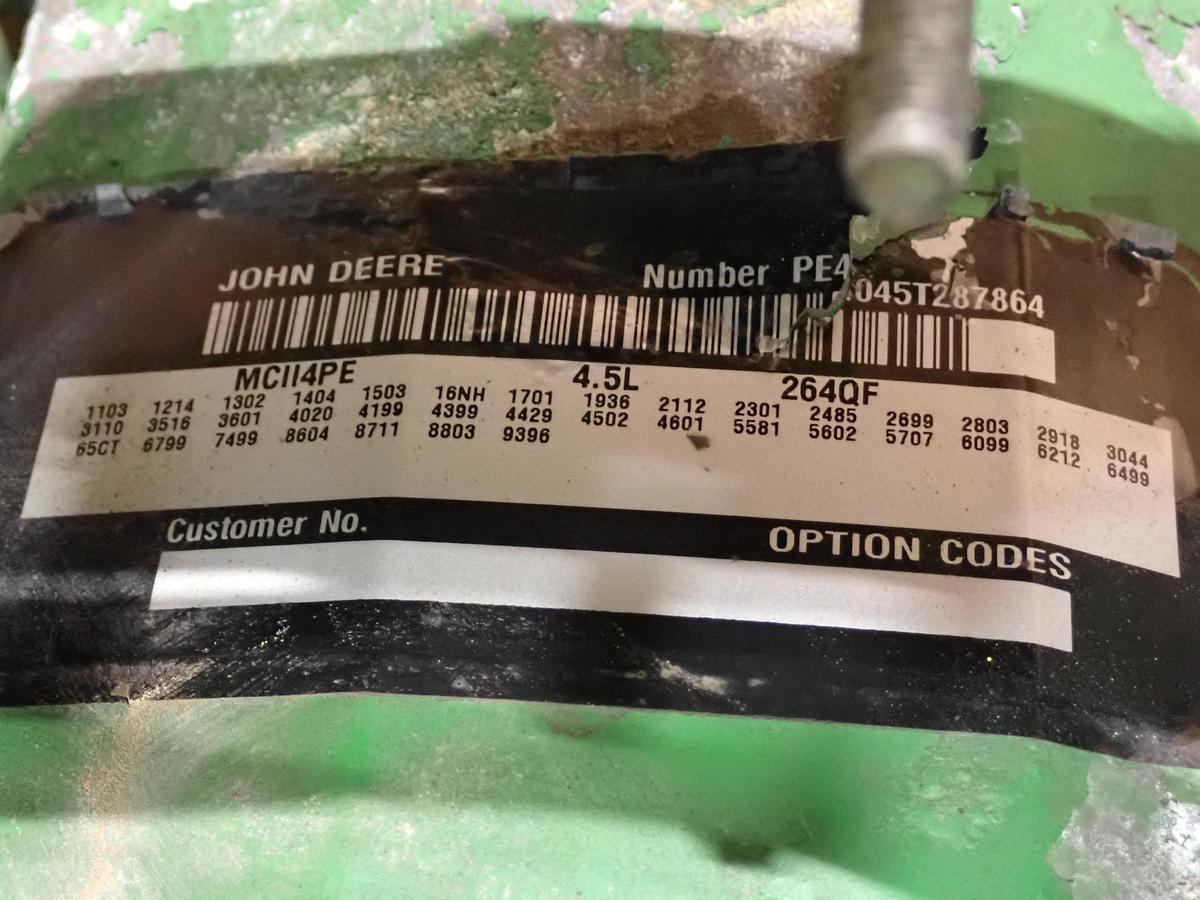 JOHN DEERE Number PE4 045T287864
MCII4PE 4.5L 264QF
1103 1214 1302 1404 1503 16NH 1701 1936 2112 2301 2485 2699 2803 2918 3044
3110 3516 3601 4020 4199 4399 4429 4502 4601 5581 5602 5707 6099 6212 6499
65CT 6799 7499 8604 8711 8803 9396
Customer No. OPTION CODES